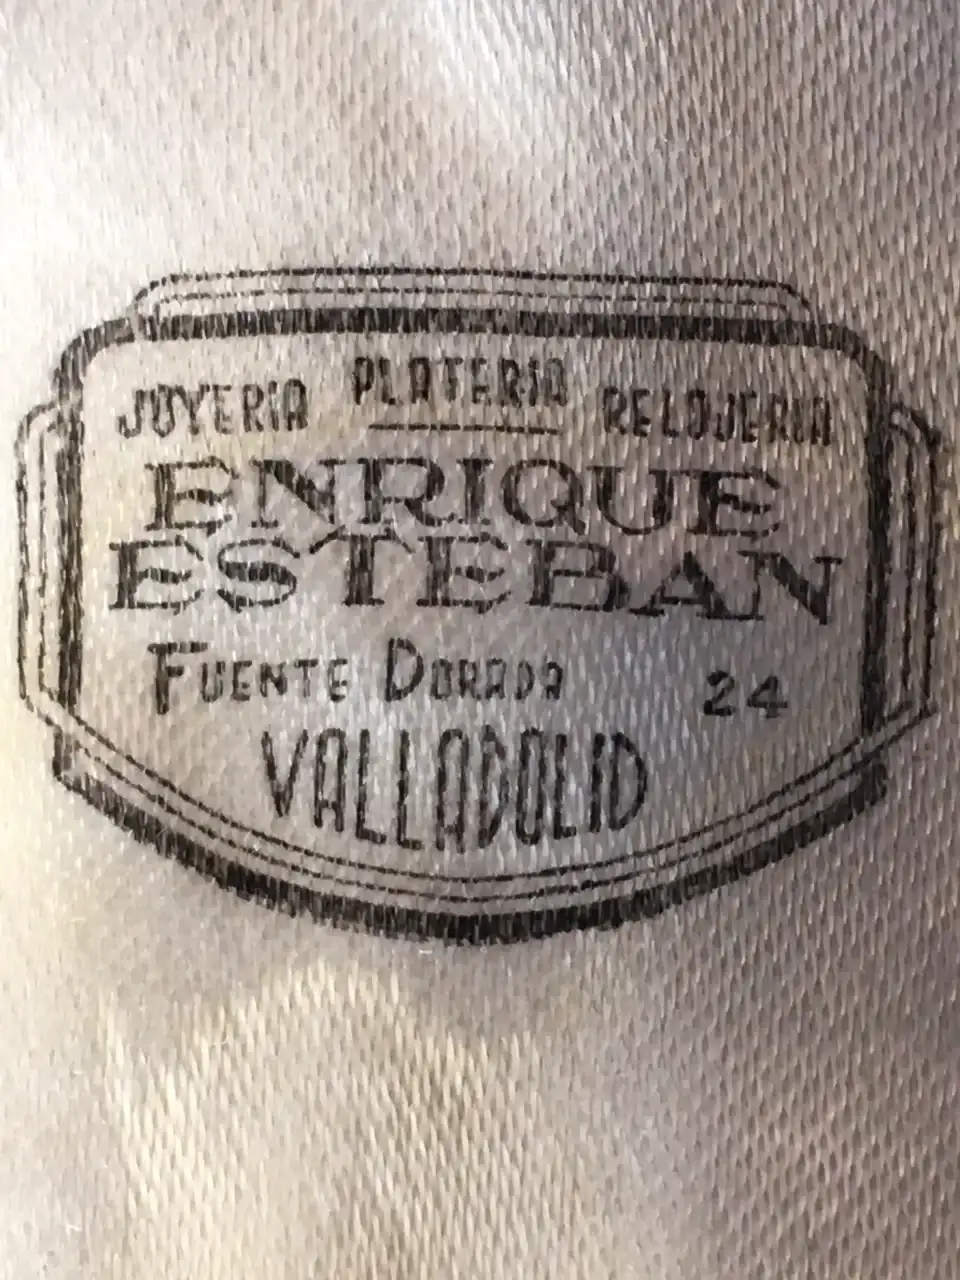 JOYERIA PLATERIA RELOJERIA
ENRIQUE
ESTEBAN
FUENTE DORADA 24
VALLADOLID